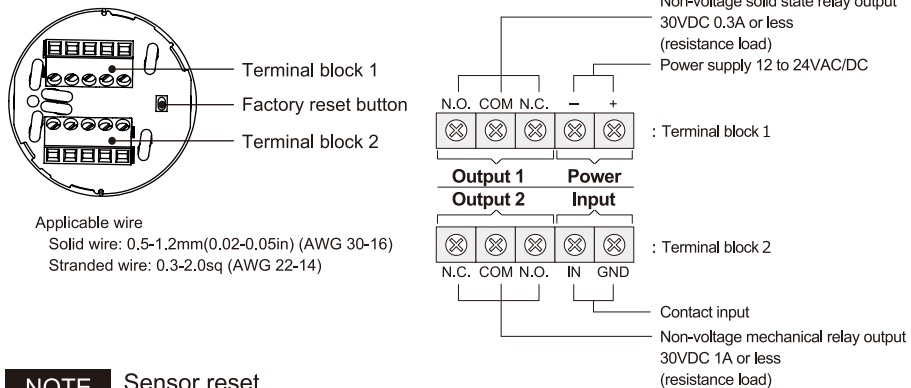 Terminal block 1
Factory reset button
Terminal block 2
Applicable wire
Solid wire: 0.5-1.2mm(0.02-0.05in) (AWG 30-16)
Stranded wire: 0.3-2.0sq (AWG 22-14)
Non-voltage solid state relay output
30VDC 0.3A or less
(resistance load)
Power supply 12 to 24VAC/DC
N.O. COM N.C. − +
: Terminal block 1
Output 1 Power
Output 2 Input
: Terminal block 2
N.C. COM N.O. IN GND
Contact input
Non-voltage mechanical relay output
30VDC 1A or less
(resistance load)
NOTE Sensor reset